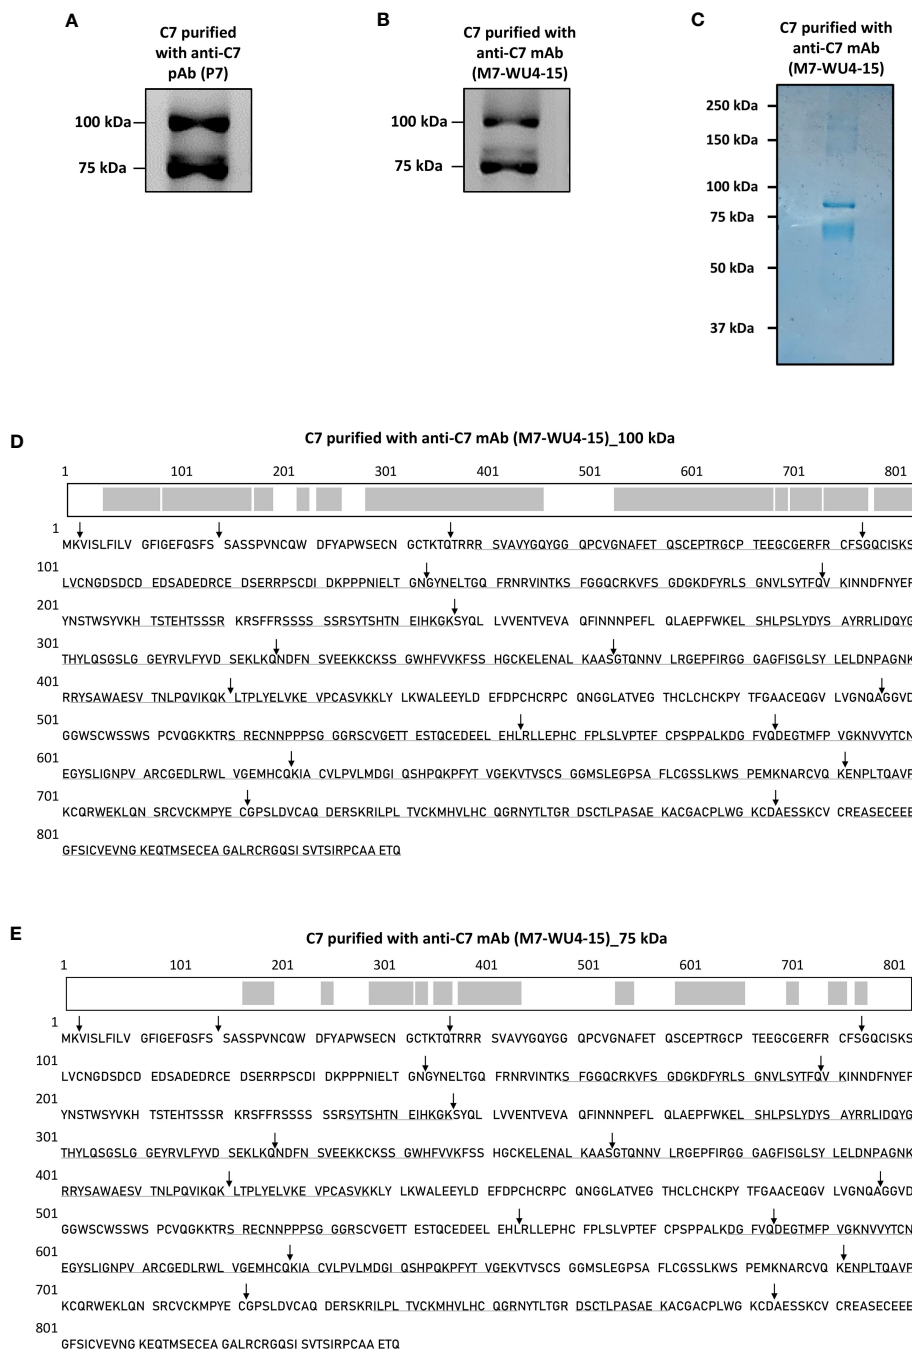 A
B
C
C7 purified
with anti-C7
pAb (P7)
C7 purified with
anti-C7 mAb
(M7-WU4-15)
C7 purified with
anti-C7 mAb
(M7-WU4-15)
100 kDa
75 kDa
100 kDa
75 kDa
250 kDa
150 kDa
100 kDa
75 kDa
50 kDa
37 kDa
D
C7 purified with anti-C7 mAb (M7-WU4-15)_100 kDa
1 101 201 301 401 501 601 701 801
1
MKVISLFILV GFIGEFQSFS SASSPVNCQW DFYAPWSECN GCTKTQTRRR SVAVYGQYGG QPCVGNAFET QSCEPTRGCP TEEGCGERFR CFSGQCISKS
101
LVCNGDSDCD EDSADEDRCE DSERRPSCDI DKPPPNIELT GNGYNELTGQ FRNRVINTKS FGGQCRKVFS GDGKDFYRLS GNVLSYTFQV KINNDFNYEF
201
YNSTWSYVKH TSTEHTSSSR KRSFFRSSSS SSRSYTSHTN EIHKGKSYQL LVVENTVEVA QFINNNPEFL QLAEPFWKEL SHLPSLYDYS AYRRLIDQYG
301
THYLQSGSLG GEYRVLFYVD SEKLKQNDFN SVEEKKCKSS GWHFVVKFSS HGCKELENAL KAASGTQNNV LRGEPFIRGG GAGFISGLSY LELDNPAGNK
401
RRYSAWAESV TNLPQVIKQK LTPLYELVKE VPCASVKKLY LKWALEEYLD EFDPCHCRPC QNGGLATVEG THCLCHCKPY TFGAACEQGV LVGNQAGGVD
501
GGWSCWSSWS PCVQGKKTRS RECNNPPPSG GGRSCVGETT ESTQCEDEEL EHLRLLEPHC FPLSLVPTEF CPSPPALKDG FVQDEGTMFP VGKNVVYTCN
601
EGYSLIGNPV ARCGEDLRWL VGEMHCQKIA CVLPVLMDGI QSHPQKPFYT VGEKVTVSCS GGMSLEGPSA FLCGSSLKWS PEMKNARCVQ KENPLTQAVP
701
KCQRWEKLQN SRCVCKMPYE CGPSLDVCAQ DERSKRILPL TVCKMHVLHC QGRNYTLTGR DSCTLPASAE KACGACPLWG KCDAESSKCV CREASECEEE
801
GFSICVEVNG KEQTMSECEA GALRCRGQSI SVTSIRPCAA ETQ
E
C7 purified with anti-C7 mAb (M7-WU4-15)_75 kDa
1 101 201 301 401 501 601 701 801
1
MKVISLFILV GFIGEFQSFS SASSPVNCQW DFYAPWSECN GCTKTQTRRR SVAVYGQYGG QPCVGNAFET QSCEPTRGCP TEEGCGERFR CFSGQCISKS
101
LVCNGDSDCD EDSADEDRCE DSERRPSCDI DKPPPNIELT GNGYNELTGQ FRNRVINTKS FGGQCRKVFS GDGKDFYRLS GNVLSYTFQV KINNDFNYEF
201
YNSTWSYVKH TSTEHTSSSR KRSFFRSSSS SSRSYTSHTN EIHKGKSYQL LVVENTVEVA QFINNNPEFL QLAEPFWKEL SHLPSLYDYS AYRRLIDQYG
301
THYLQSGSLG GEYRVLFYVD SEKLKQNDFN SVEEKKCKSS GWHFVVKFSS HGCKELENAL KAASGTQNNV LRGEPFIRGG GAGFISGLSY LELDNPAGNK
401
RRYSAWAESV TNLPQVIKQK LTPLYELVKE VPCASVKKLY LKWALEEYLD EFDPCHCRPC QNGGLATVEG THCLCHCKPY TFGAACEQGV LVGNQAGGVD
501
GGWSCWSSWS PCVQGKKTRS RECNNPPPSG GGRSCVGETT ESTQCEDEEL EHLRLLEPHC FPLSLVPTEF CPSPPALKDG FVQDEGTMFP VGKNVVYTCN
601
EGYSLIGNPV ARCGEDLRWL VGEMHCQKIA CVLPVLMDGI QSHPQKPFYT VGEKVTVSCS GGMSLEGPSA FLCGSSLKWS PEMKNARCVQ KENPLTQAVP
701
KCQRWEKLQN SRCVCKMPYE CGPSLDVCAQ DERSKRILPL TVCKMHVLHC QGRNYTLTGR DSCTLPASAE KACGACPLWG KCDAESSKCV CREASECEEE
801
GFSICVEVNG KEQTMSECEA GALRCRGQSI SVTSIRPCAA ETQ